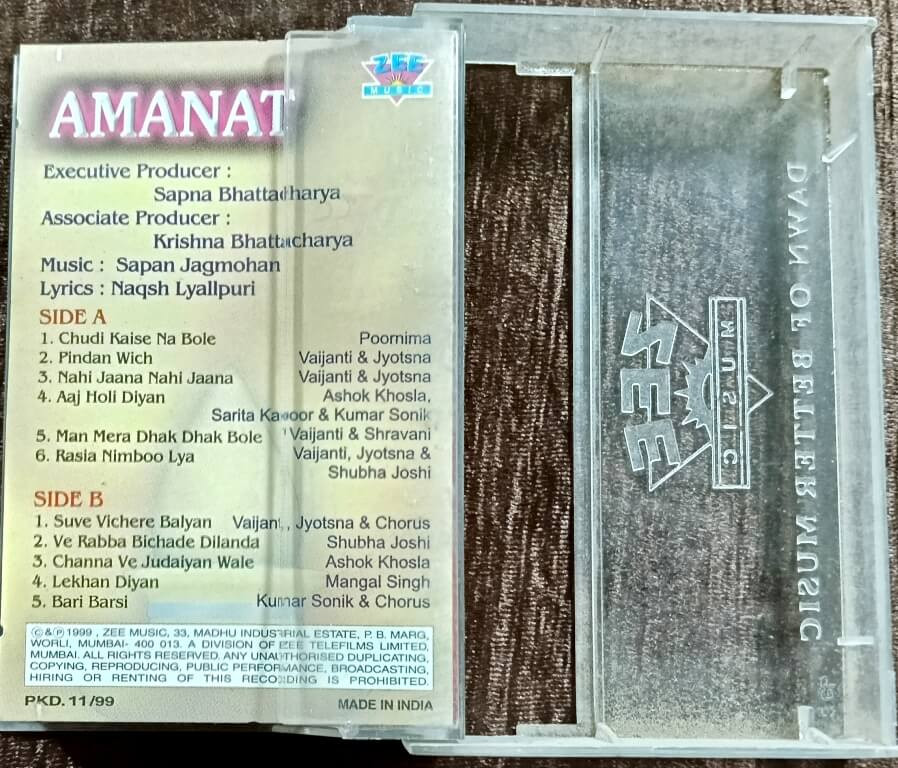 ZEE
MUSIC
AMANAT
Executive Producer :
Sapna Bhattacharya
Associate Producer :
Krishna Bhattacharya
Music : Sapan Jagmohan
Lyrics : Naqsh Lyallpuri
SIDE A
1. Chudi Kaise Na Bole Poornima
2. Pindan Wich Vaijanti & Jyotsna
3. Nahi Jaana Nahi Jaana Vaijanti & Jyotsna
4. Aaj Holi Diyan Ashok Khosla,
Sarita Kapoor & Kumar Sonik
5. Man Mera Dhak Dhak Bole Vaijanti & Shravani
6. Rasia Nimboo Lya Vaijanti, Jyotsna &
Shubha Joshi
SIDE B
1. Suve Vichere Balyan Vaijanti, Jyotsna & Chorus
2. Ve Rabba Bichade Dilanda Shubha Joshi
3. Channa Ve Judaiyan Wale Ashok Khosla
4. Lekhan Diyan Mangal Singh
5. Bari Barsi Kumar Sonik & Chorus
©&℗1999 , ZEE MUSIC, 33, MADHU INDUSTRIAL ESTATE, P. B. MARG,
WORLI, MUMBAI- 400 013. A DIVISION OF ZEE TELEFILMS LIMITED,
MUMBAI. ALL RIGHTS RESERVED. ANY UNAUTHORISED DUPLICATING,
COPYING, REPRODUCING, PUBLIC PERFORMANCE, BROADCASTING,
HIRING OR RENTING OF THIS RECORDING IS PROHIBITED.
PKD. 11/99 MADE IN INDIA
ZEE
MUSIC
DAWN OF BETTER MUSIC